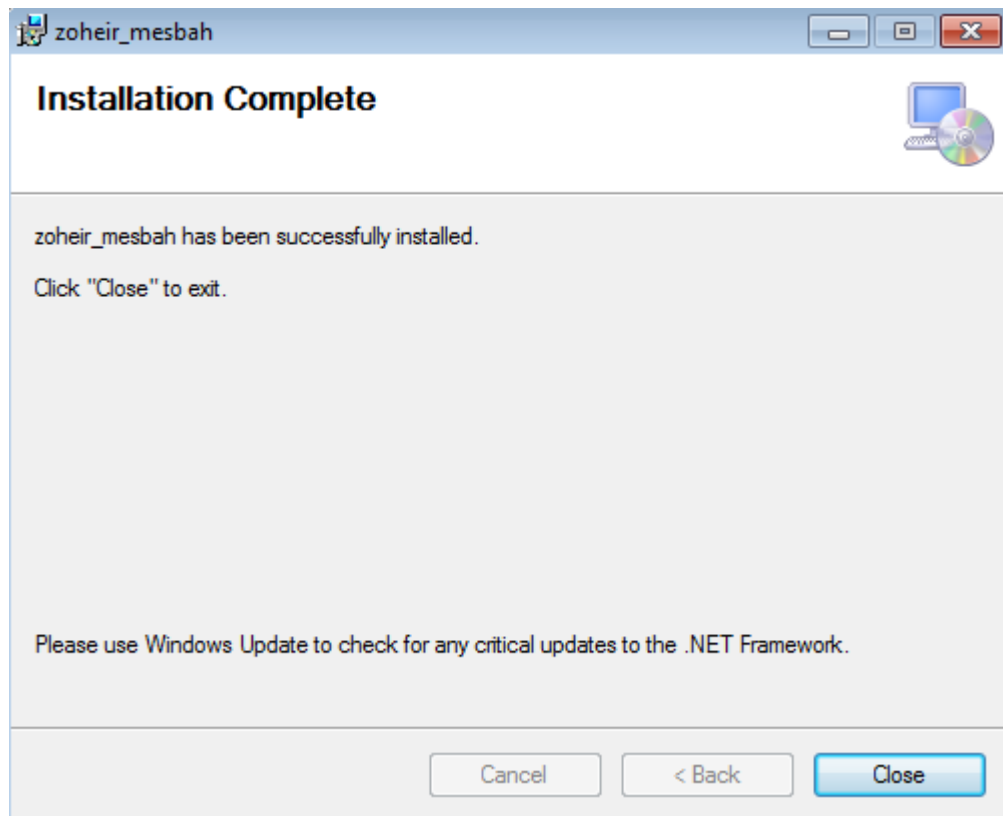 zoheir_mesbah
Installation Complete
zoheir_mesbah has been successfully installed.
Click "Close" to exit.
Please use Windows Update to check for any critical updates to the .NET Framework.
Cancel
< Back
Close